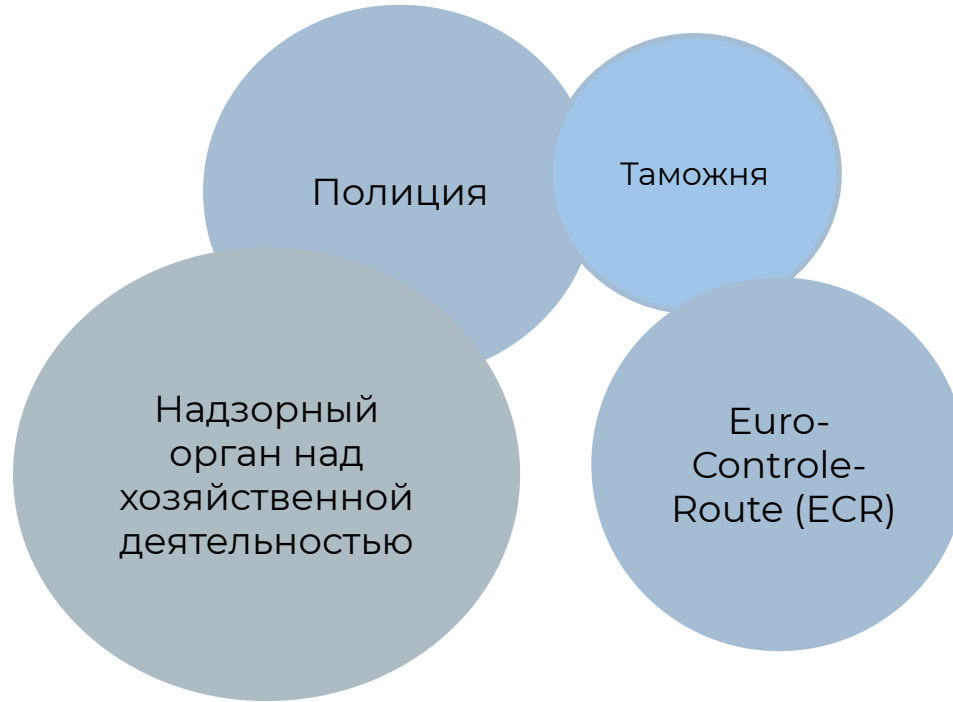 Полиция
Таможня
Надзорный
орган над
хозяйственной
деятельностью
Euro-
Controle-
Route (ECR)